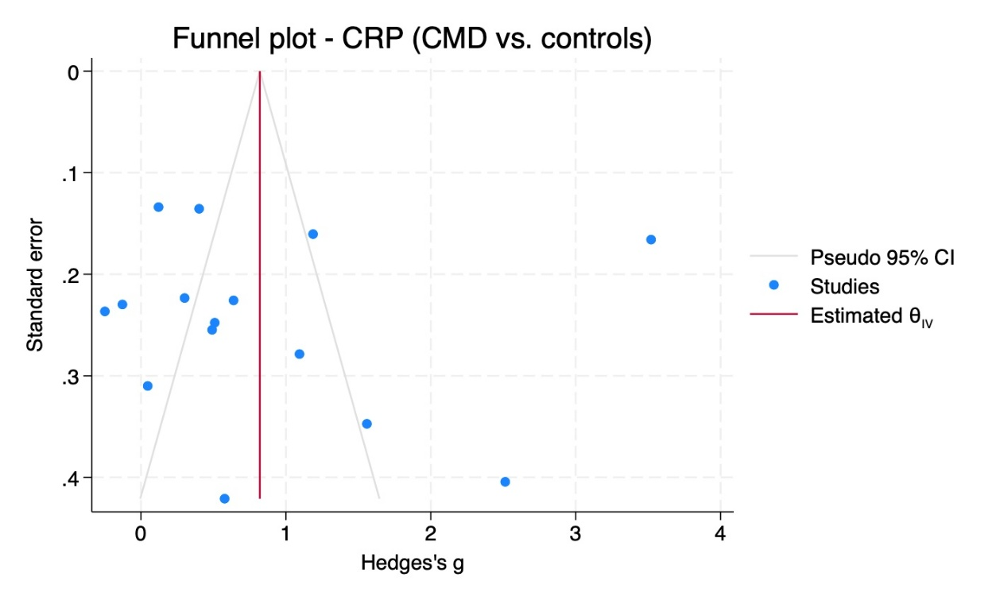 Funnel plot - CRP (CMD vs. controls)
0
.1
.2
.3
.4
Standard error
0 1 2 3 4
Hedges's g
Pseudo 95% CI
Studies
Estimated θIV